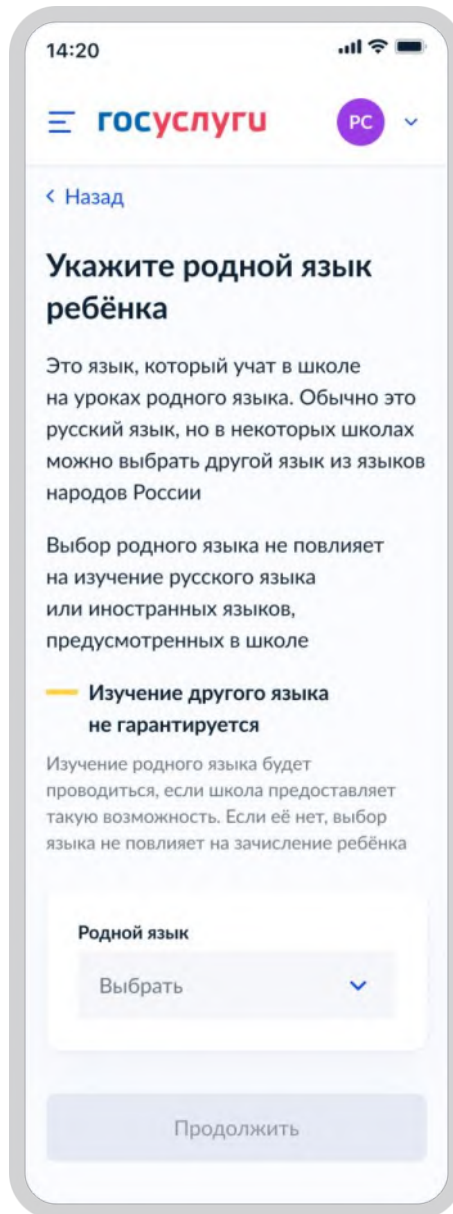 14:20
госуслуги
РС
Назад
Укажите родной язык
ребёнка
Это язык, который учат в школе
на уроках родного языка. Обычно это
русский язык, но в некоторых школах
можно выбрать другой язык из языков
народов России
Выбор родного языка не повлияет
на изучение русского языка
или иностранных языков,
предусмотренных в школе
Изучение другого языка
не гарантируется
Изучение родного языка будет
проводиться, если школа предоставляет
такую возможность. Если её нет, выбор
языка не повлияет на зачисление ребёнка
Родной язык
Выбрать
Продолжить